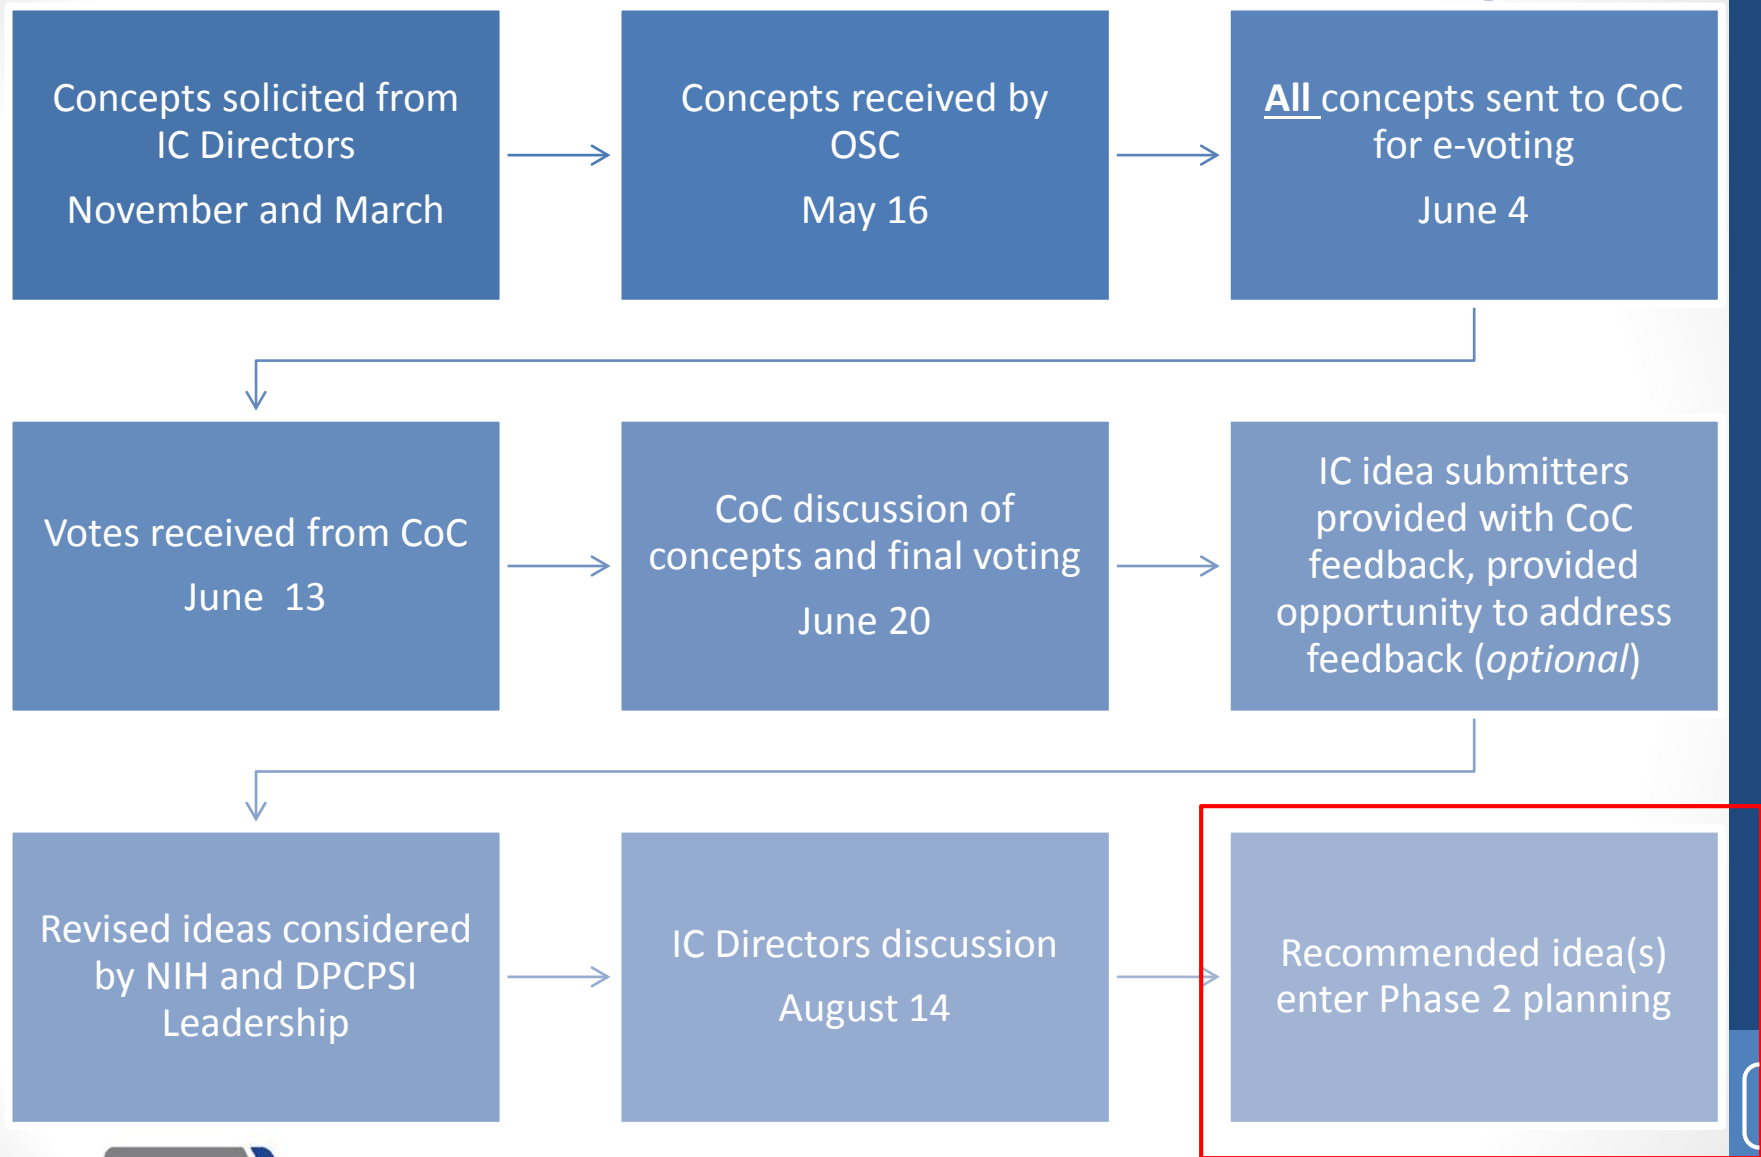 Concepts solicited from
IC Directors
November and March
Concepts received by
OSC
May 16
All concepts sent to CoC
for e-voting
June 4
Votes received from CoC
June 13
CoC discussion of
concepts and final voting
June 20
IC idea submitters
provided with CoC
feedback, provided
opportunity to address
feedback (optional)
Revised ideas considered
by NIH and DPCPSI
Leadership
IC Directors discussion
August 14
Recommended idea(s)
enter Phase 2 planning